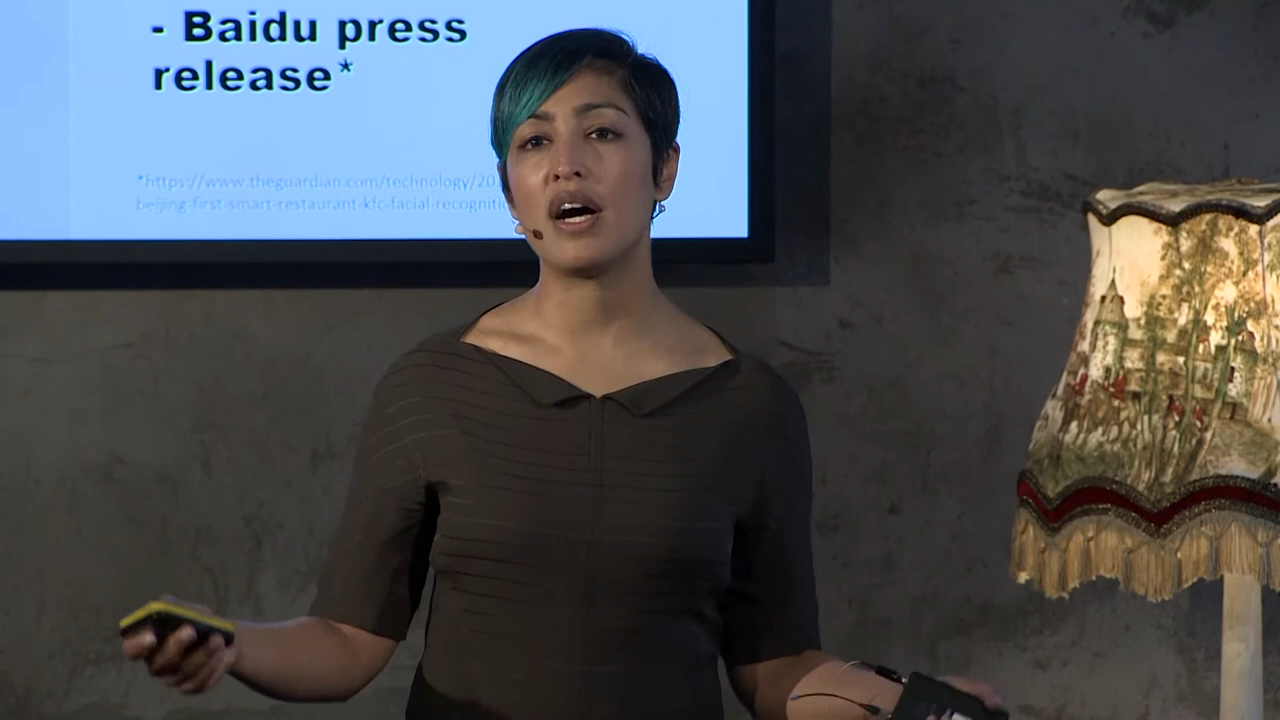 - Baidu press
release*
*https://www.theguardian.com/technology/20
beijing-first-smart-restaurant-kfc-facial-recogniti